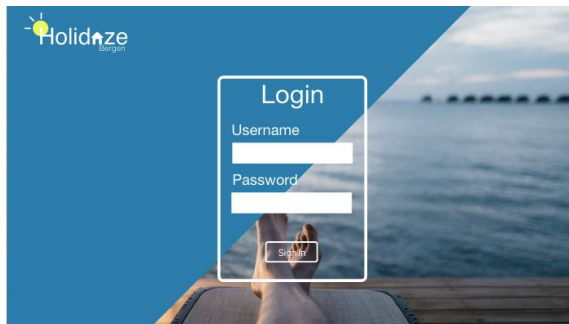 Holidaze
Bergen
Login
Username
Password
Sign In